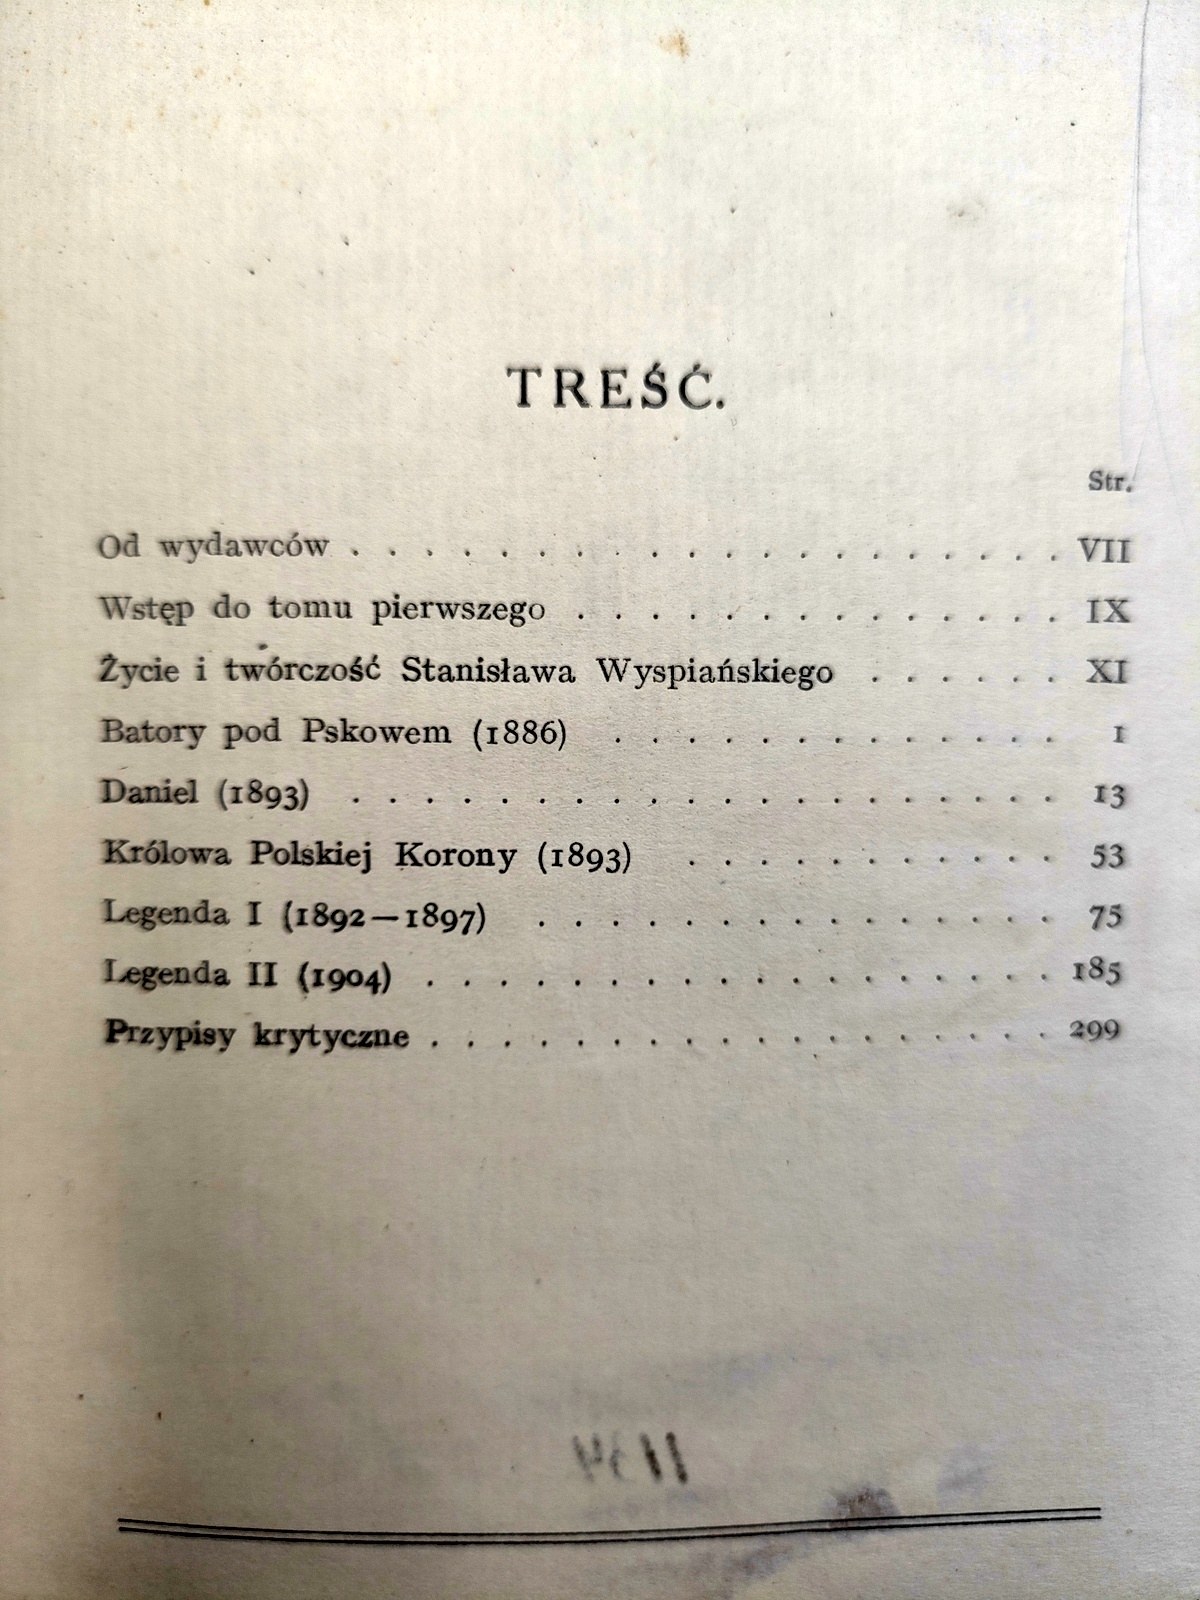 TREŚĆ.
Str.
Od wydawców . . . . . . . . . . . . . . . . . . . . VII
Wstęp do tomu pierwszego . . . . . . . . . . . . . . IX
Życie i twórczość Stanisława Wyspiańskiego . . . . . . XI
Batory pod Pskowem (1886) . . . . . . . . . . . . . 1
Daniel (1893) . . . . . . . . . . . . . . . . . . . . 13
Królowa Polskiej Korony (1893) . . . . . . . . . . . 53
Legenda I (1892—1897) . . . . . . . . . . . . . . . 75
Legenda II (1904) . . . . . . . . . . . . . . . . . . 185
Przypisy krytyczne . . . . . . . . . . . . . . . . . . 299